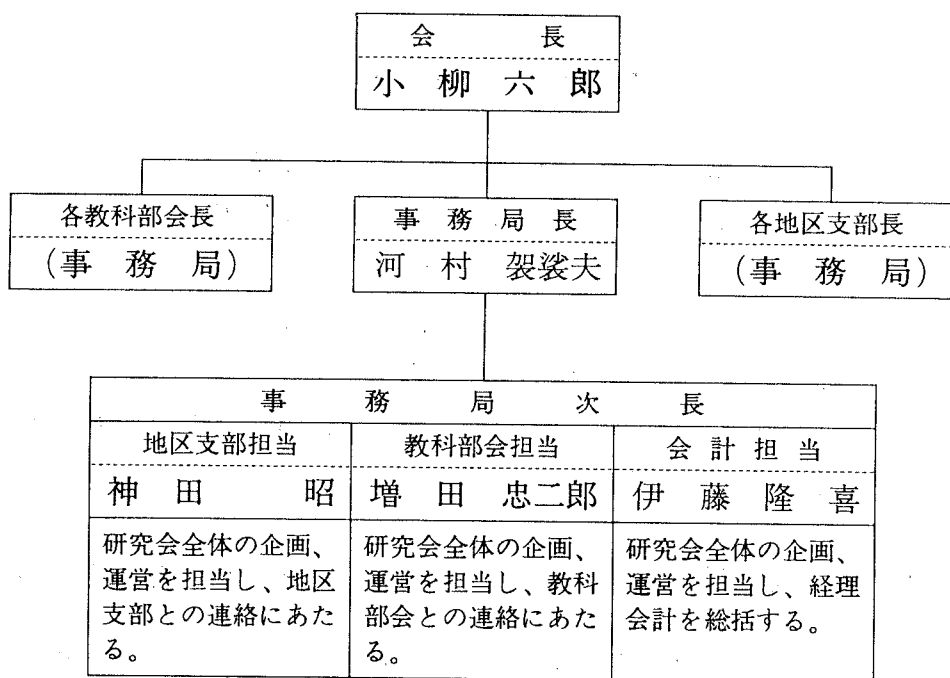 会長
小柳六郎
各教科部会長
(事務局)
事務局長
河村袈裟夫
各地区支部長
(事務局)
事務局次長
地区支部担当
神田昭
研究会全体の企画、
運営を担当し、地区
支部との連絡にあた
る。
教科部会担当
増田忠二郎
研究会全体の企画、
運営を担当し、教科
部会との連絡にあた
る。
会計担当
伊藤隆喜
研究会全体の企画、
運営を担当し、経理
会計を総括する。